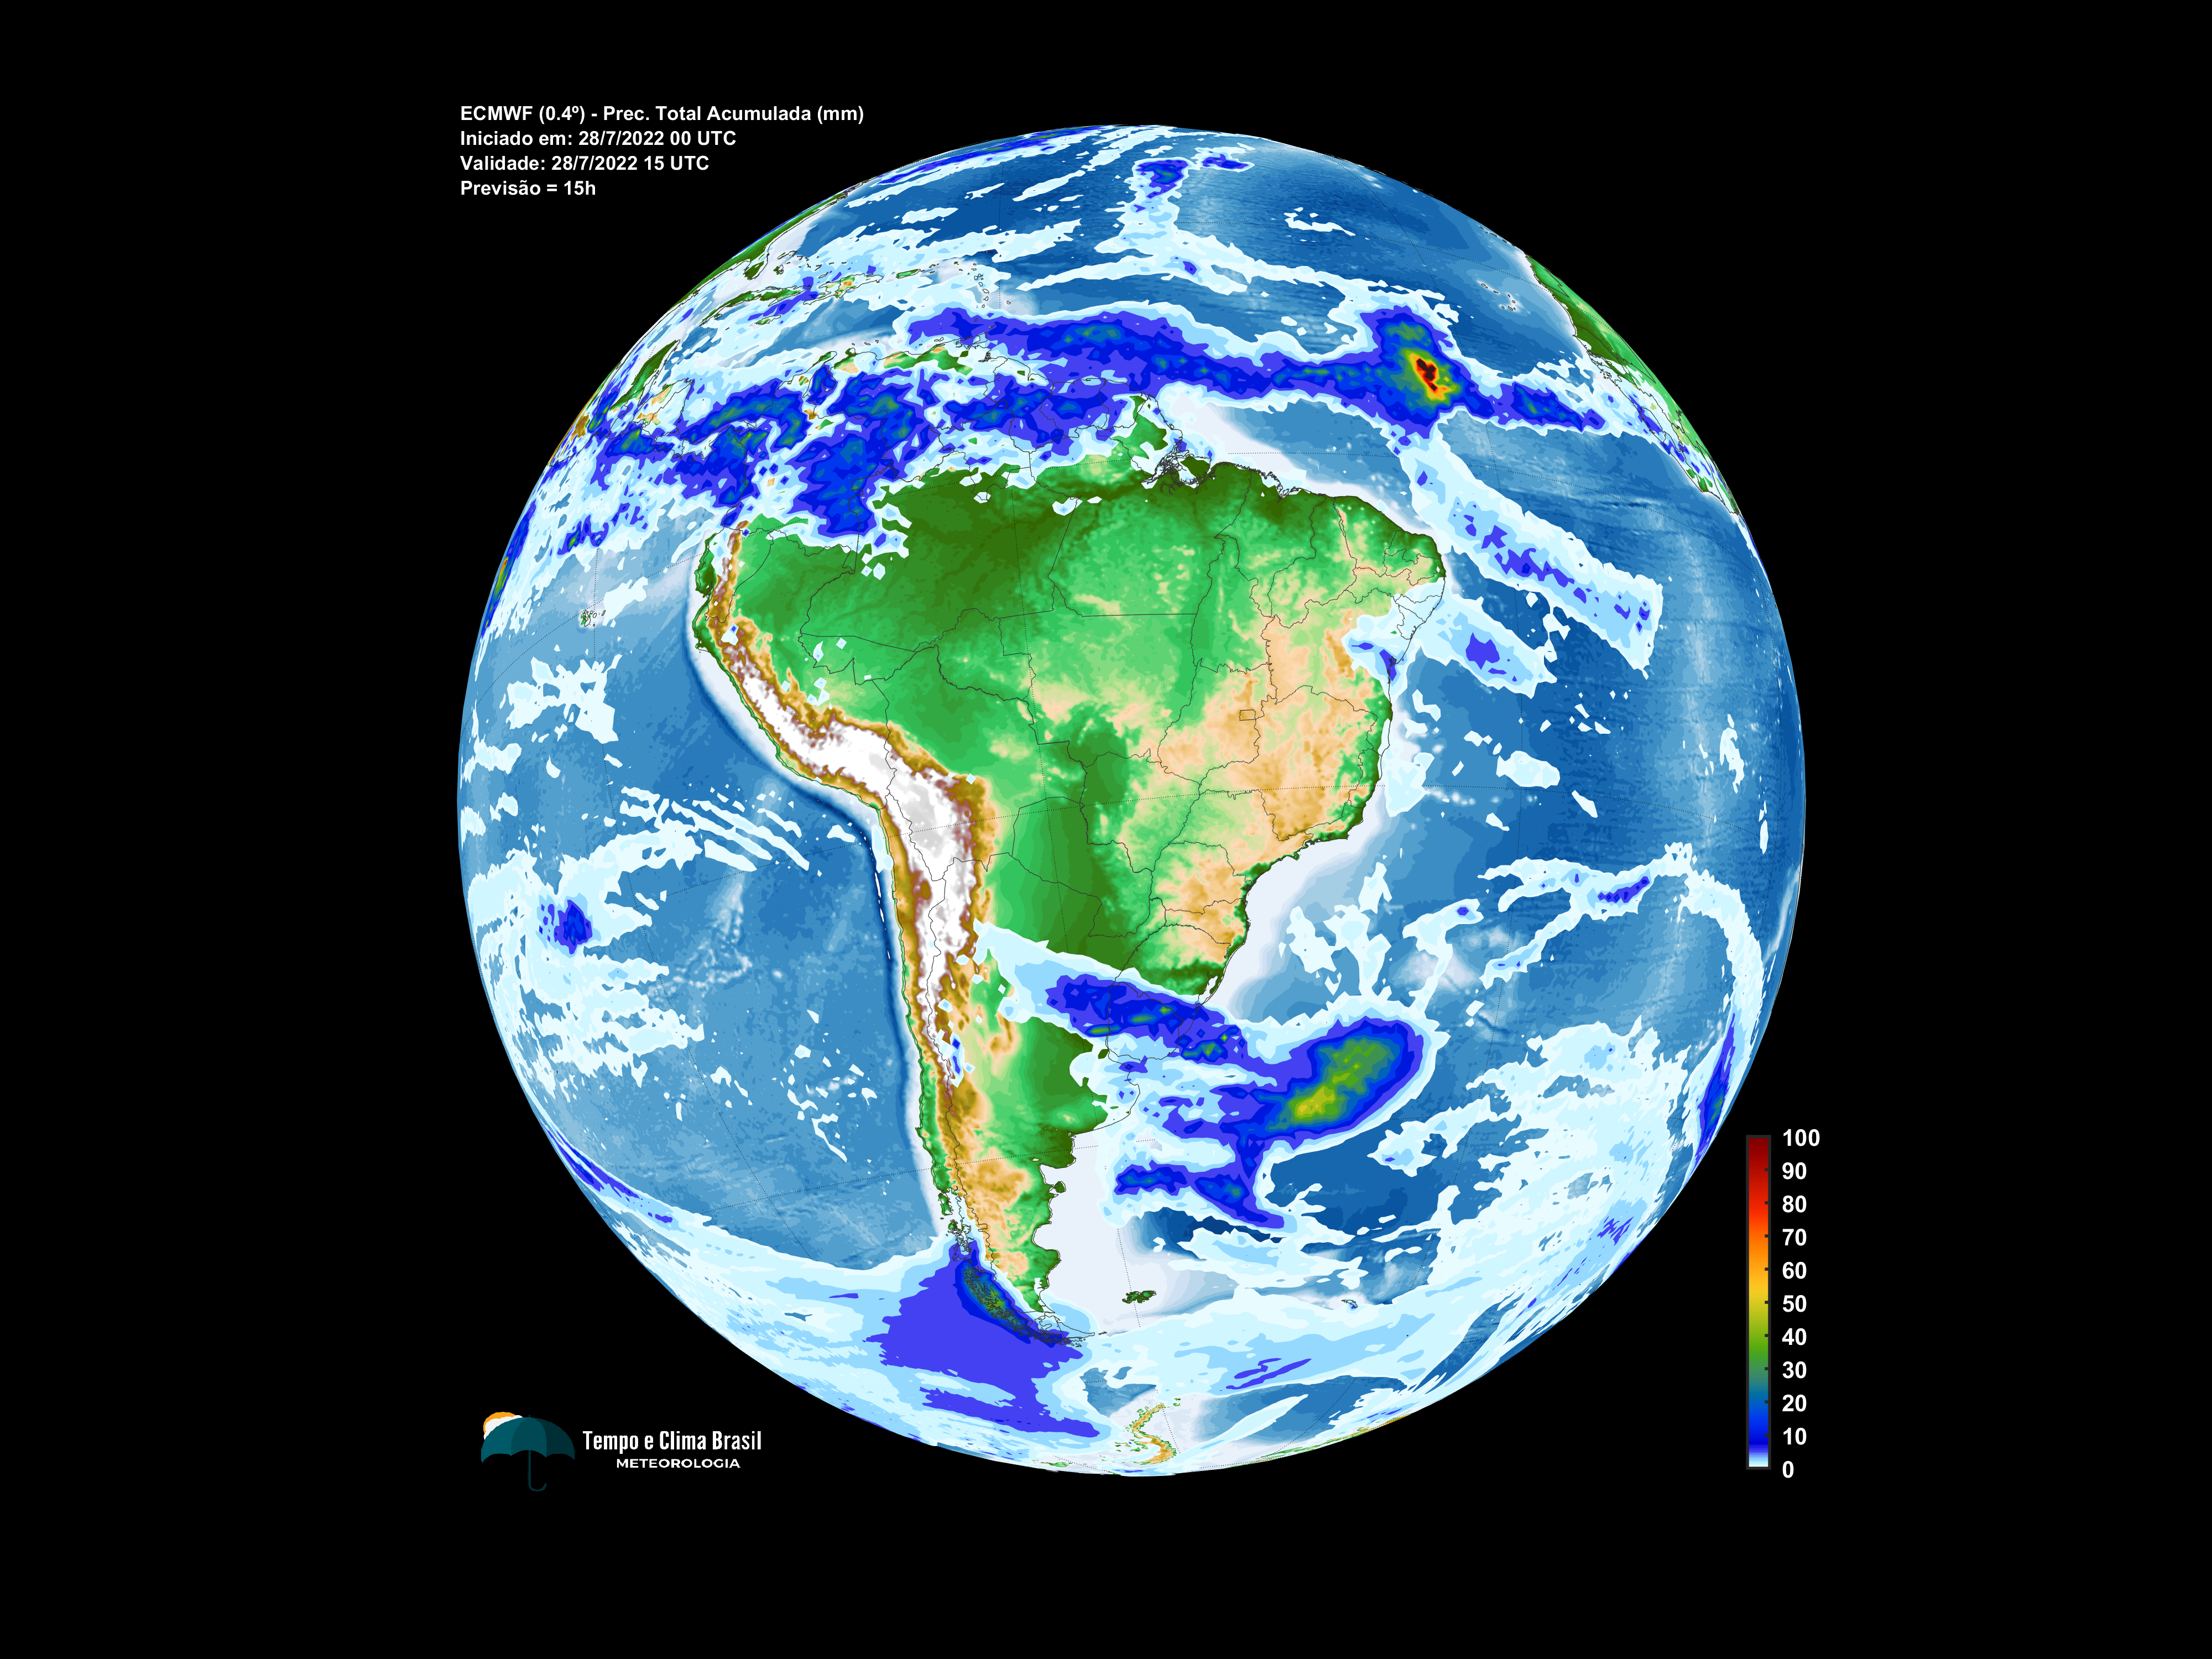 ECMWF (0.4º) - Prec. Total Acumulada (mm)
Iniciado em: 28/7/2022 00 UTC
Validade: 28/7/2022 15 UTC
Previsão = 15h
100
90
80
70
60
50
40
30
20
10
0
Tempo e Clima Brasil
METEOROLOGIA